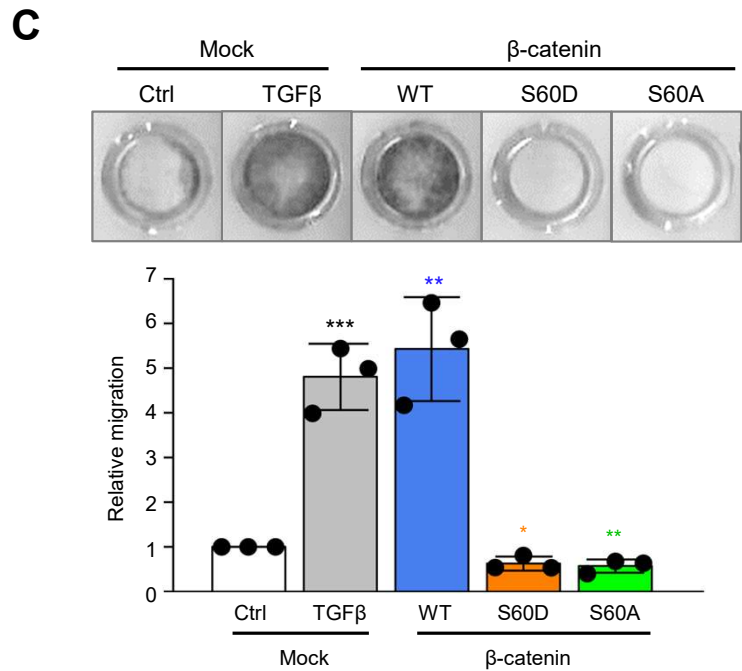 C
Mock β-catenin
Ctrl TGFβ WT S60D S60A
7
6
5
4
3
2
1
0
Relative migration
***
**
*
**
Ctrl TGFβ WT S60D S60A
Mock β-catenin